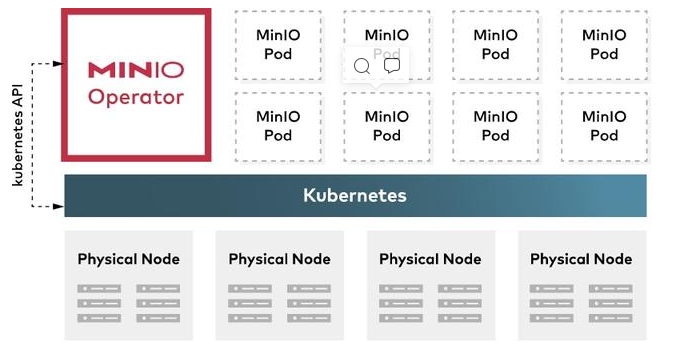 kubernetes API
MINIO
Operator
MinIO
Pod
MinIO
Pod
MinIO
Pod
MinIO
Pod
MinIO
Pod
MinIO
Pod
MinIO
Pod
MinIO
Pod
Kubernetes
Physical Node
Physical Node
Physical Node
Physical Node